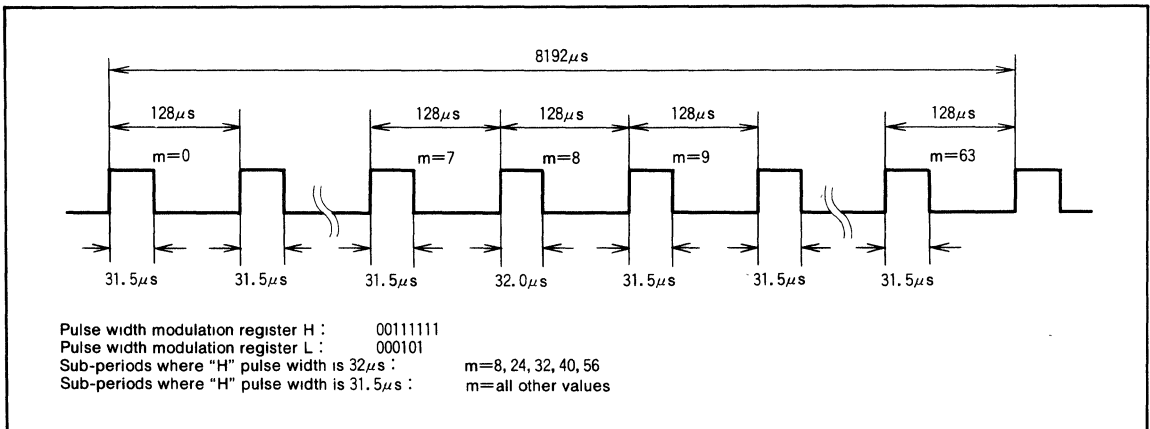 8192μs
128μs 128μs 128μs 128μs 128μs
m=0 m=7 m=8 m=9 m=63
31.5μs 31.5μs 31.5μs 32.0μs 31.5μs 31.5μs 31.5μs
Pulse width modulation register H : 00111111
Pulse width modulation register L : 000101
Sub-periods where “H” pulse width is 32μs : m=8, 24, 32, 40, 56
Sub-periods where “H” pulse width is 31.5μs : m=all other values